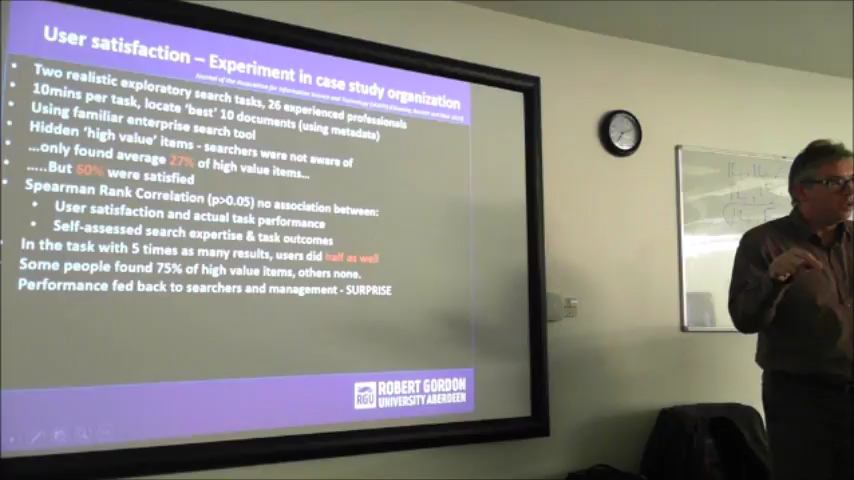 User satisfaction – Experiment in case study organization
Two realistic exploratory search tasks, 26 experienced professionals
10mins per task, locate 'best' 10 documents (using metadata)
Using familiar enterprise search tool
Hidden 'high value' items - searchers were not aware of
...only found average 27% of high value items...
.....But 60% were satisfied
Spearman Rank Correlation (p>0.05) no association between:
User satisfaction and actual task performance
Self-assessed search expertise & task outcomes
In the task with 5 times as many results, users did half as well
Some people found 75% of high value items, others none.
Performance fed back to searchers and management - SURPRISE
RGU
ROBERT GORDON
UNIVERSITY ABERDEEN